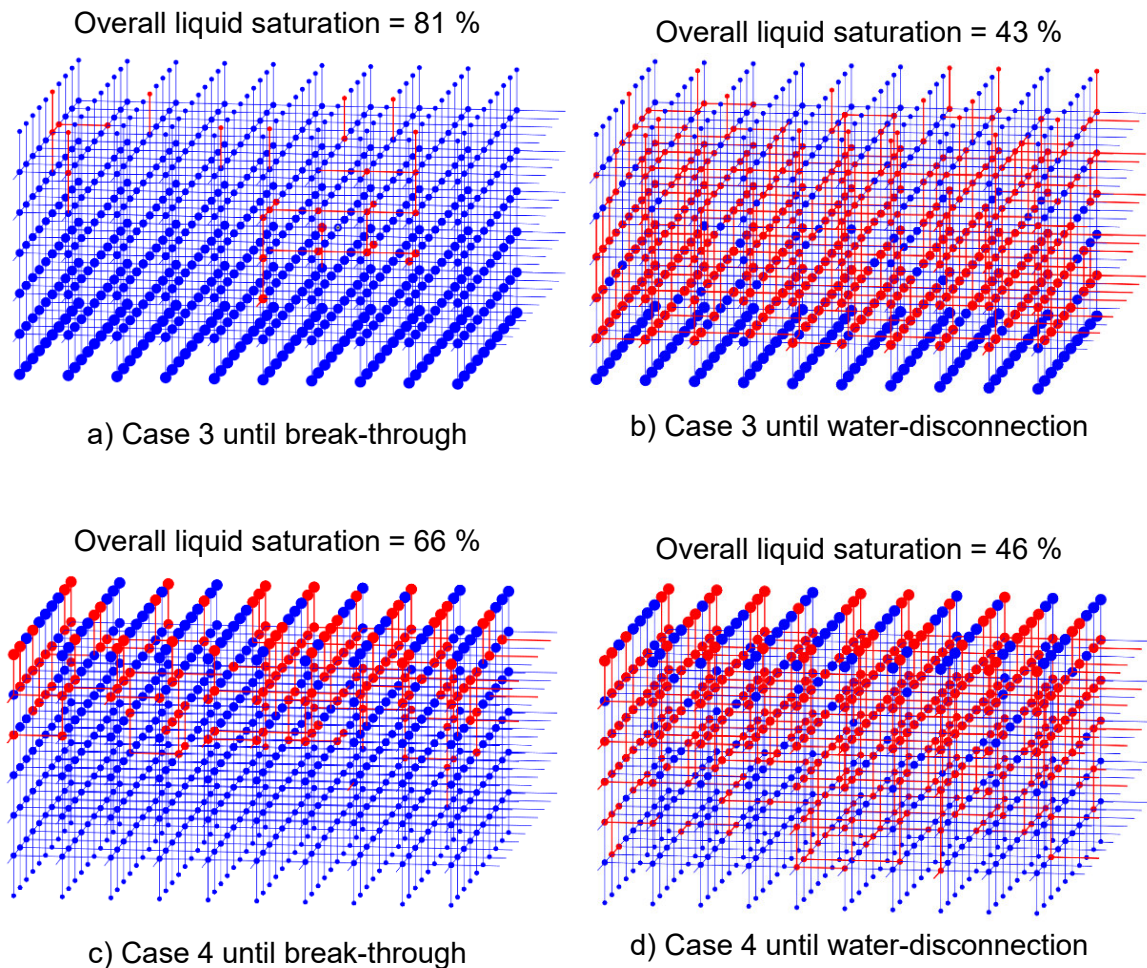 Overall liquid saturation = 81 %
Overall liquid saturation = 43 %
a) Case 3 until break-through
b) Case 3 until water-disconnection
Overall liquid saturation = 66 %
Overall liquid saturation = 46 %
c) Case 4 until break-through
d) Case 4 until water-disconnection